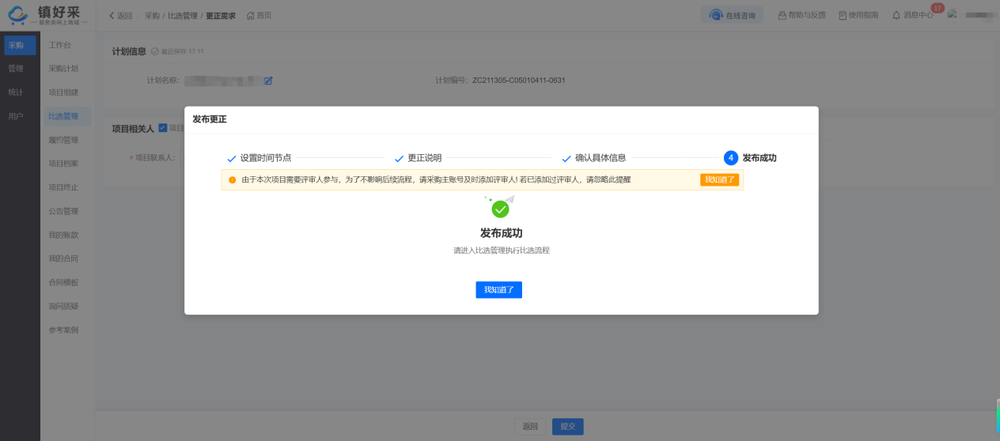 镇好采
服务类网上商城
返回 采购 / 比选管理 / 更正需求 首页
在线咨询 帮助与反馈 使用指南 消息中心 17
采购
管理
统计
用户
工作台
采购计划
项目组建
比选管理
履约管理
项目档案
项目终止
公告管理
我的账款
我的合同
合同模板
询问质疑
参考案例
计划信息 最近保存 17:11
计划名称:
计划编号: ZC211305-C05010411-0631
项目相关人 项目
* 项目联系人:
发布更正
设置时间节点 更正说明 确认具体信息 4 发布成功
由于本次项目需要评审人参与，为了不影响后续流程，请采购主账号及时添加评审人! 若已添加过评审人，请忽略此提醒 我知道了
发布成功
请进入比选管理执行比选流程
我知道了
返回 提交